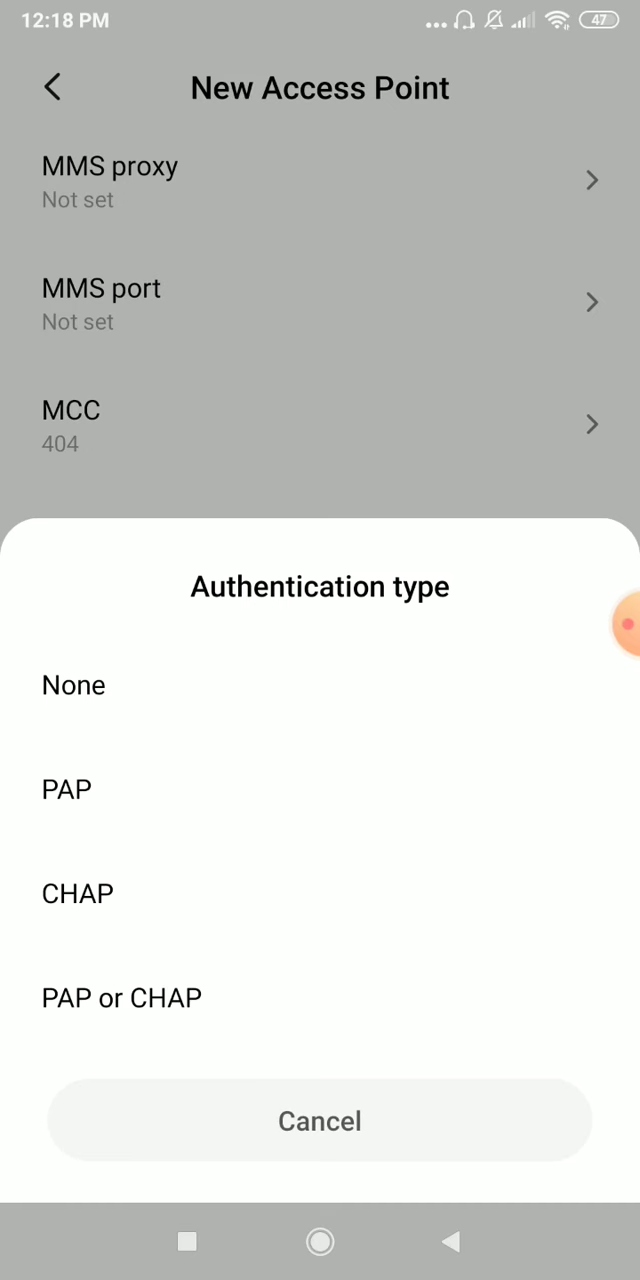 12:18 PM
47
New Access Point
MMS proxy
Not set
MMS port
Not set
MCC
404
Authentication type
None
PAP
CHAP
PAP or CHAP
Cancel